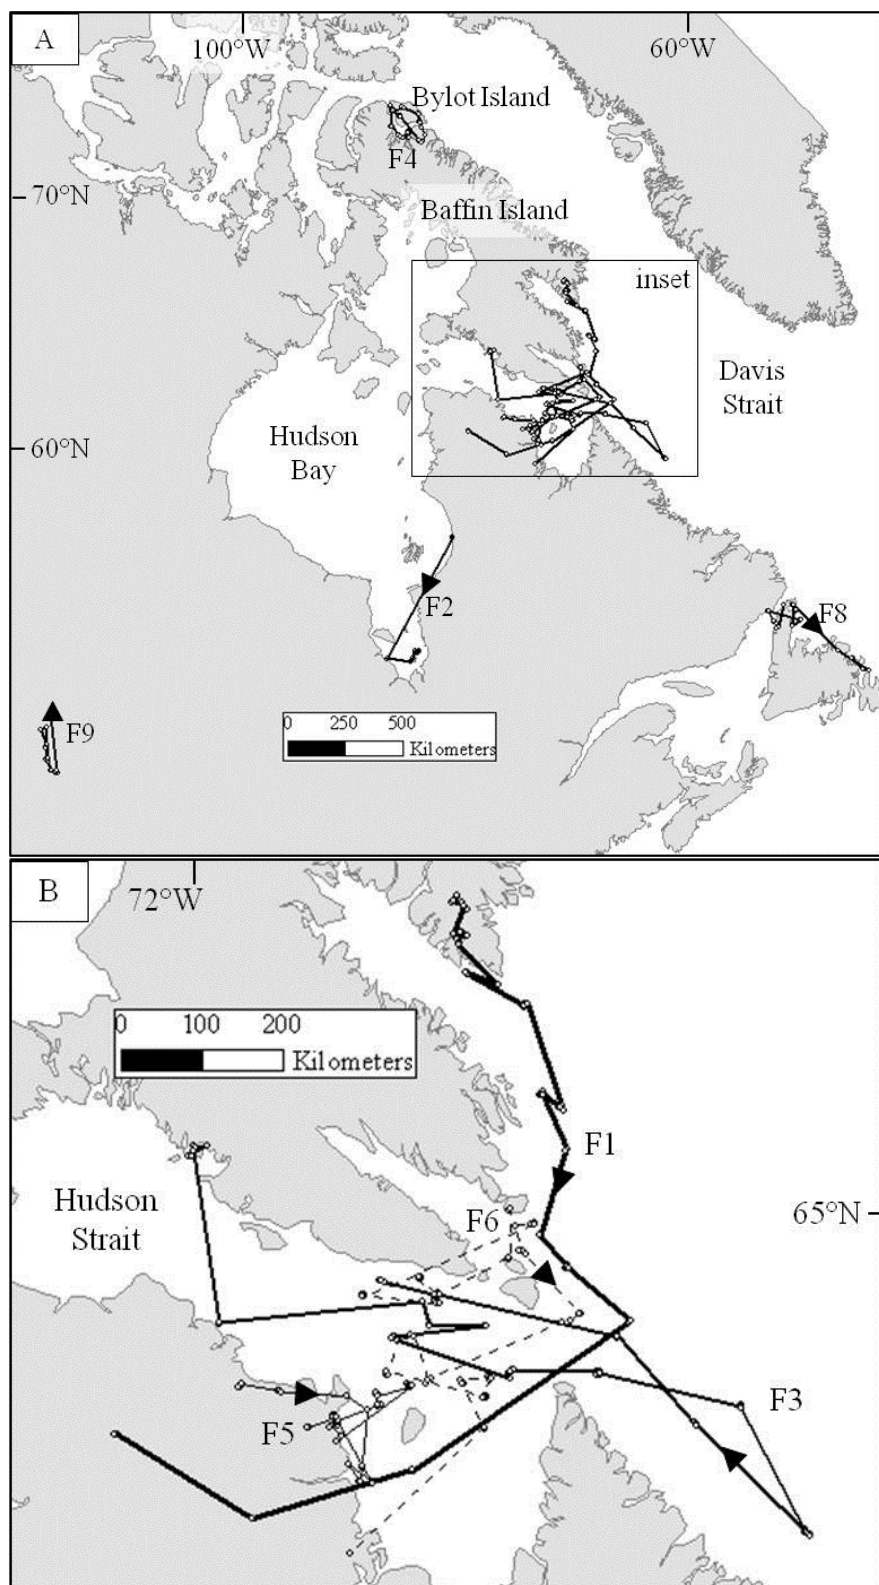 A
100°W
60°W
Bylot Island
F4
70°N
Baffin Island
inset
Davis
Strait
Hudson
Bay
60°N
F2
F8
F9
0 250 500
Kilometers
B
72°W
0 100 200
Kilometers
F1
Hudson
Strait
F6
65°N
F3
F5